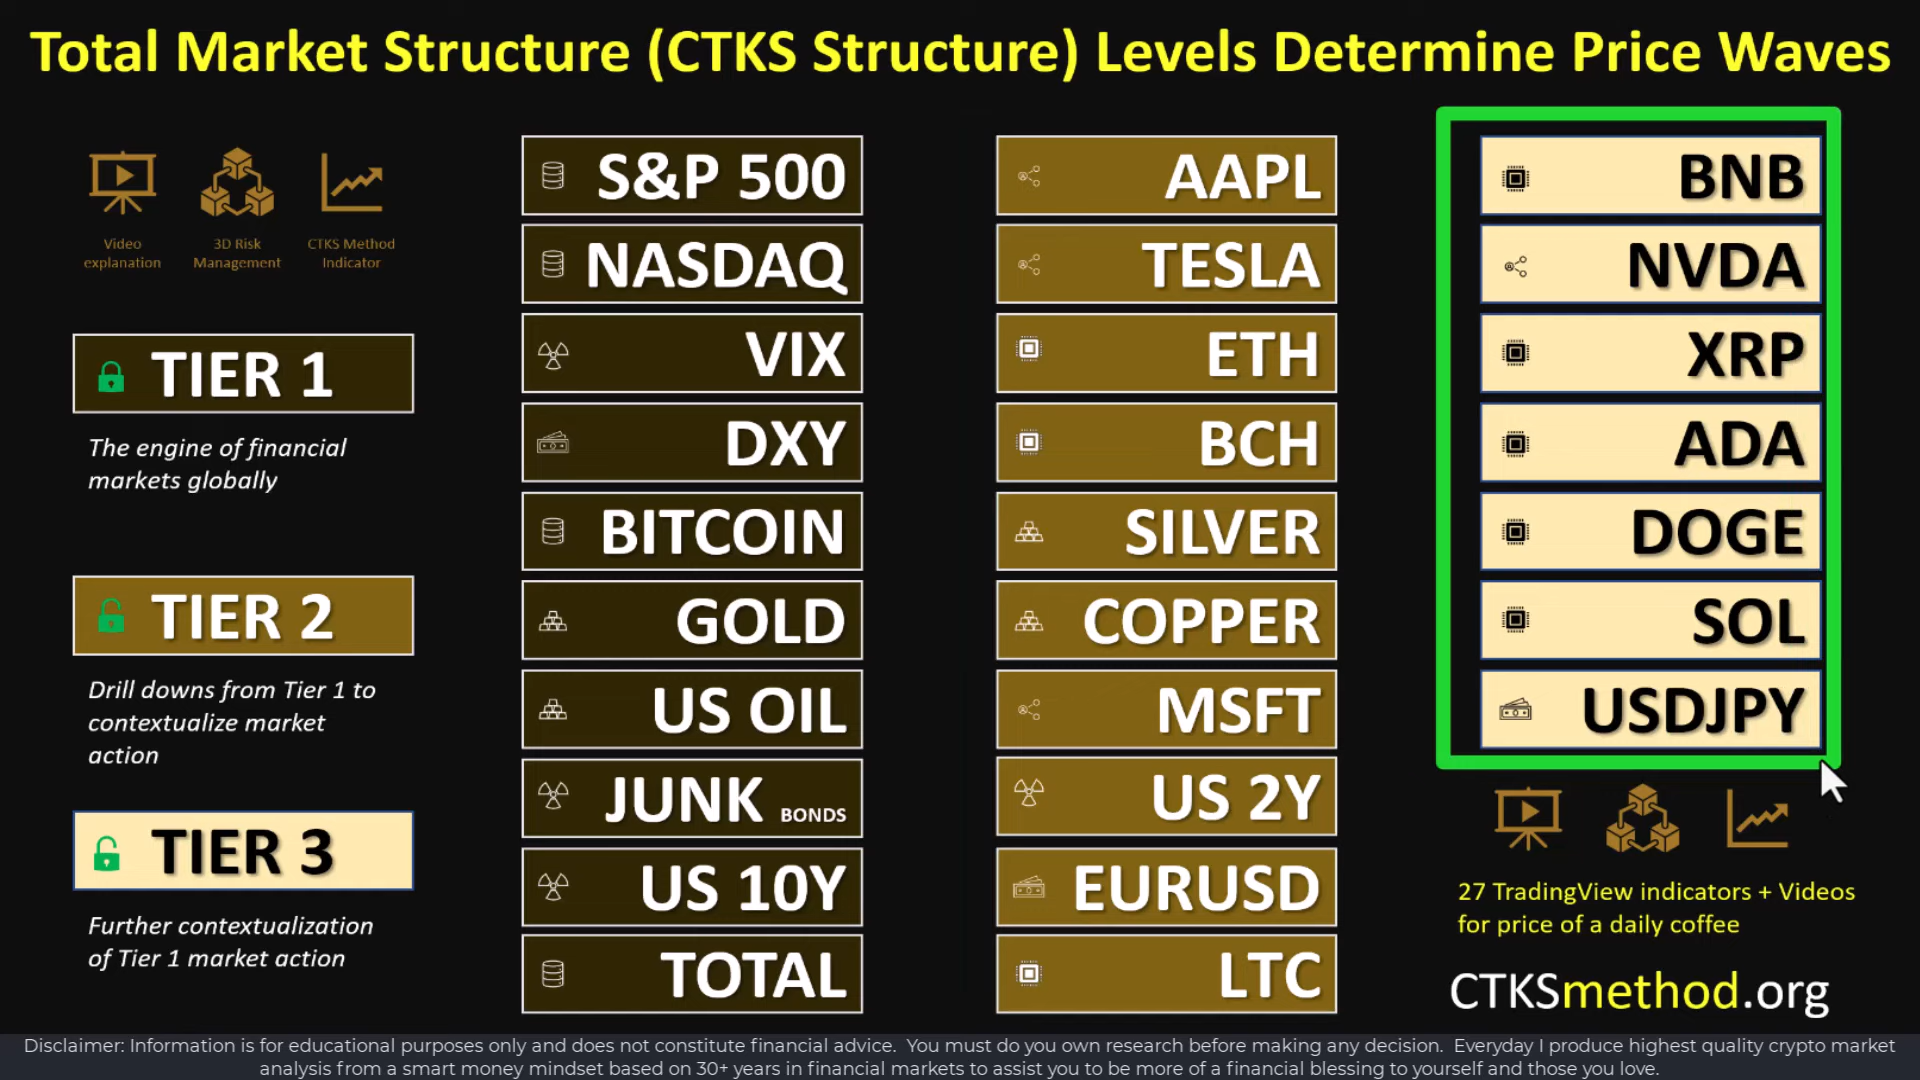 Total Market Structure (CTKS Structure) Levels Determine Price Waves
Video
explanation
3D Risk
Management
CTKS Method
Indicator
TIER 1
The engine of financial
markets globally
TIER 2
Drill downs from Tier 1 to
contextualize market
action
TIER 3
Further contextualization
of Tier 1 market action
S&P 500
NASDAQ
VIX
DXY
BITCOIN
GOLD
US OIL
JUNK BONDS
US 10Y
TOTAL
AAPL
TESLA
ETH
BCH
SILVER
COPPER
MSFT
US 2Y
EURUSD
LTC
BNB
NVDA
XRP
ADA
DOGE
SOL
USDJPY
27 TradingView indicators + Videos
for price of a daily coffee
CTKSmethod.org
Disclaimer: Information is for educational purposes only and does not constitute financial advice. You must do you own research before making any decision. Everyday I produce highest quality crypto market
analysis from a smart money mindset based on 30+ years in financial markets to assist you to be more of a financial blessing to yourself and those you love.